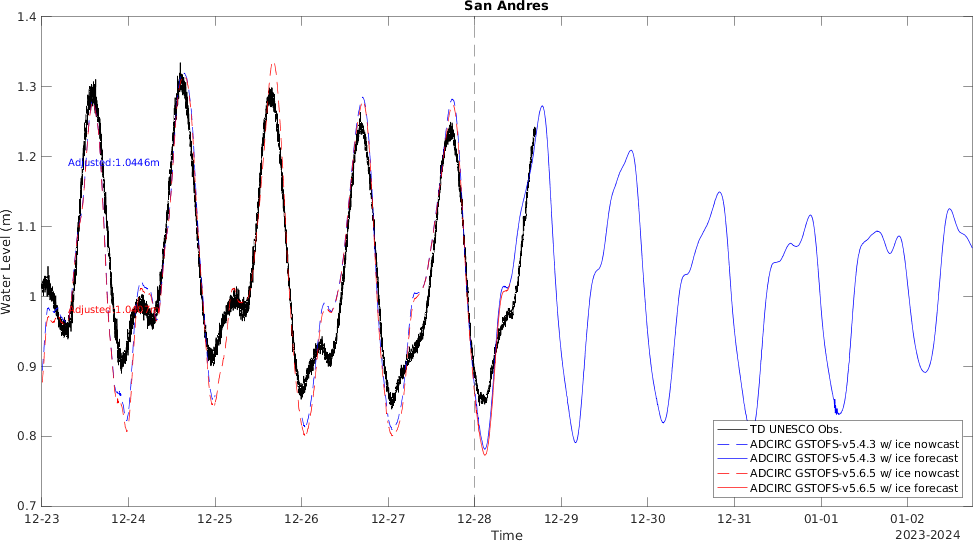 San Andres
1.4
1.3
1.2
1.1
1
0.9
0.8
0.7
Water Level (m)
Adjusted:1.0446m
TD UNESCO Obs.
ADCIRC GSTOFS-v5.4.3 w/ ice nowcast
ADCIRC GSTOFS-v5.4.3 w/ ice forecast
ADCIRC GSTOFS-v5.6.5 w/ ice nowcast
ADCIRC GSTOFS-v5.6.5 w/ ice forecast
12-23 12-24 12-25 12-26 12-27 12-28 12-29 12-30 12-31 01-01 01-02
Time
2023-2024